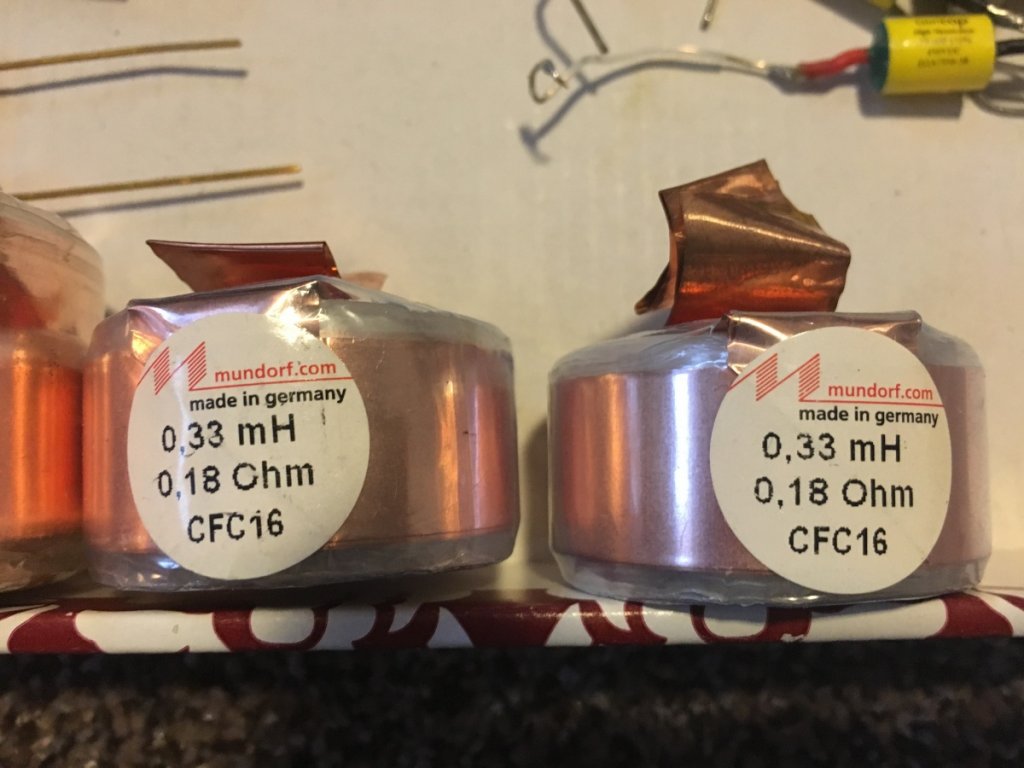 mundorf.com
made in germany
0,33 mH
0,18 Ohm
CFC16
mundorf.com
made in germany
0,33 mH
0,18 Ohm
CFC16